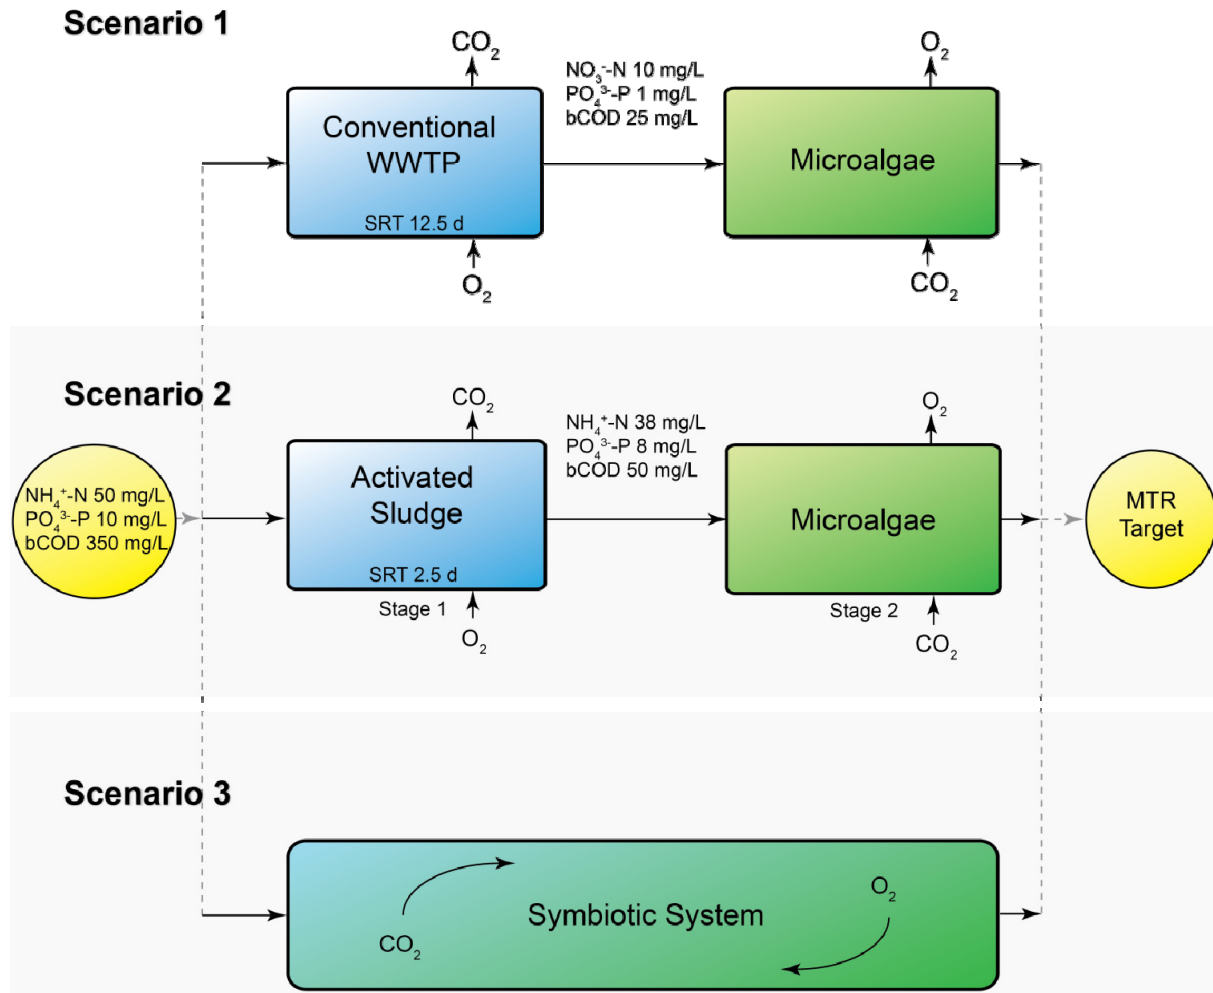 Scenario 1
CO₂
O₂
NO₃⁻-N 10 mg/L
PO₄³⁻-P 1 mg/L
bCOD 25 mg/L
Conventional
WWTP
SRT 12.5 d
Microalgae
O₂
CO₂
Scenario 2
CO₂
O₂
NH₄⁺-N 38 mg/L
PO₄³⁻-P 8 mg/L
bCOD 50 mg/L
NH₄⁺-N 50 mg/L
PO₄³⁻-P 10 mg/L
bCOD 350 mg/L
Activated
Sludge
SRT 2.5 d
Microalgae
MTR
Target
Stage 1
O₂
Stage 2
CO₂
Scenario 3
CO₂
Symbiotic System
O₂